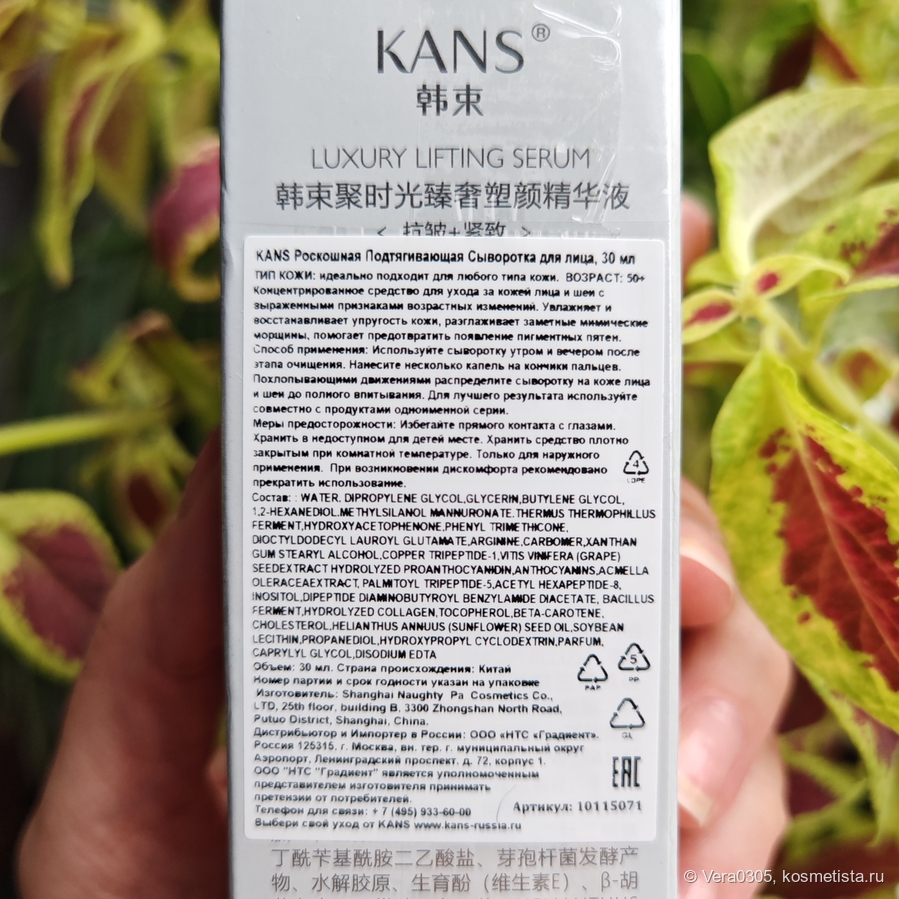 KANS®
韩束
LUXURY LIFTING SERUM
韩束聚时光臻奢塑颜精华液
< 抗皱+紧致 >
KANS Роскошная Подтягивающая Сыворотка для лица, 30 мл
ТИП КОЖИ: идеально подходит для любого типа кожи. ВОЗРАСТ: 50+
Концентрированное средство для ухода за кожей лица и шеи с
выраженными признаками возрастных изменений. Увлажняет и
восстанавливает упругость кожи, разглаживает заметные мимические
морщины, помогает предотвратить появление пигментных пятен.
Способ применения: Используйте сыворотку утром и вечером после
этапа очищения. Нанесите несколько капель на кончики пальцев.
Похлопывающими движениями распределите сыворотку на коже лица
и шеи до полного впитывания. Для лучшего результата используйте
совместно с продуктами одноименной серии.
Меры предосторожности: Избегайте прямого контакта с глазами.
Хранить в недоступном для детей месте. Хранить средство плотно
закрытым при комнатной температуре. Только для наружного
применения. При возникновении дискомфорта рекомендовано
прекратить использование.
4
LDPE
Состав: : WATER. DIPROPYLENE GLYCOL,GLYCERIN,BUTYLENE GLYCOL,
1,2-HEXANEDIOL,METHYLSILANOL MANNURONATE.THERMUS THERMOPHILLUS
FERMENT,HYDROXYACETOPHENONE,PHENYL TRIMETHICONE,
DIOCTYLDODECYL LAUROYL GLUTAMATE,ARGININE,CARBOMER,XANTHAN
GUM STEARYL ALCOHOL,COPPER TRIPEPTIDE-1,VITIS VINIFERA (GRAPE)
SEEDEXTRACT HYDROLYZED PROANTHOCYANIDIN,ANTHOCYANINS,ACMELLA
OLERACEAEXTRACT, PALMITOYL TRIPEPTIDE-5,ACETYL HEXAPEPTIDE-8,
INOSITOL,DIPEPTIDE DIAMINOBUTYROYL BENZYLAMIDE DIACETATE, BACILLUS
FERMENT,HYDROLYZED COLLAGEN,TOCOPHEROL,BETA-CAROTENE,
CHOLESTEROL,HELIANTHUS ANNUUS (SUNFLOWER) SEED OIL,SOYBEAN
LECITHIN,PROPANEDIOL,HYDROXYPROPYL CYCLODEXTRIN,PARFUM,
CAPRYLYL GLYCOL,DISODIUM EDTA
Объем: 30 мл. Страна происхождения: Китай
Номер партии и срок годности указан на упаковке
PAP
5
PP
Изготовитель: Shanghai Naughty Pa Cosmetics Co.,
LTD, 25th floor, building B, 3300 Zhongshan North Road,
Putuo District, Shanghai, China.
GL
Дистрибьютор и Импортер в России: ООО «НТС «Градиент».
Россия 125315, г. Москва, вн. тер. г. муниципальный округ
Аэропорт, Ленинградский проспект, д. 72, корпус 1.
ООО "НТС "Градиент" является уполномоченным
представителем изготовителя принимать
претензии от потребителей.
EAC
Телефон для связи: + 7 (495) 933-60-00
Артикул: 10115071
Выбери свой уход от KANS www.kans-russia.ru
丁酰苄基酰胺二乙酸盐、芽孢杆菌发酵产
物、水解胶原、生育酚（维生素E）、β-胡
© Vera0305, kosmetista.ru